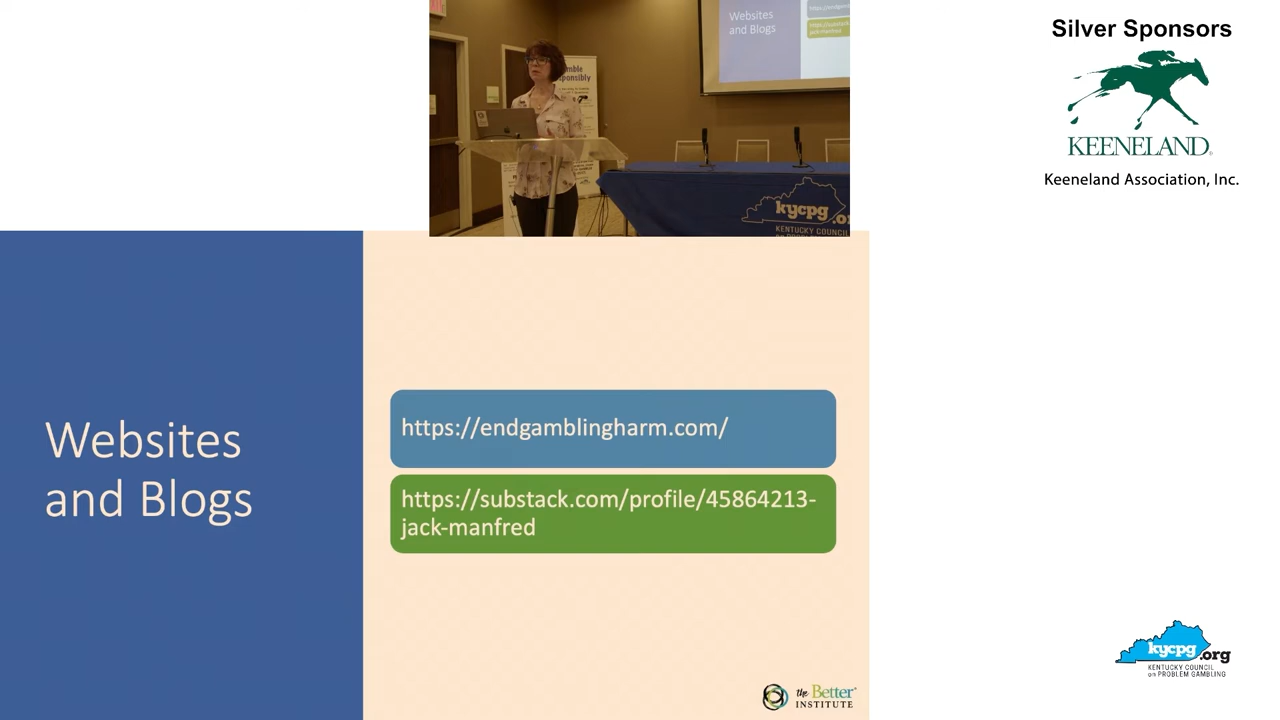 Websites
and Blogs
Silver Sponsors
KEENELAND
Keeneland Association, Inc.
kycpg.org
KENTUCKY COUNCIL
Websites
and Blogs
https://endgamblingharm.com/
https://substack.com/profile/45864213-
jack-manfred
the Better
INSTITUTE
kycpg.org
KENTUCKY COUNCIL
on PROBLEM GAMBLING